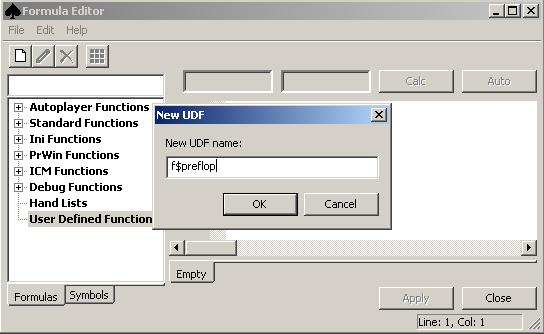 Formula Editor
File Edit Help
Calc Auto
Autoplayer Functions
Standard Functions
Ini Functions
PrWin Functions
ICM Functions
Debug Functions
Hand Lists
User Defined Function
New UDF
New UDF name:
f$preflop
OK Cancel
Empty
Formulas Symbols
Apply Close
Line: 1, Col: 1